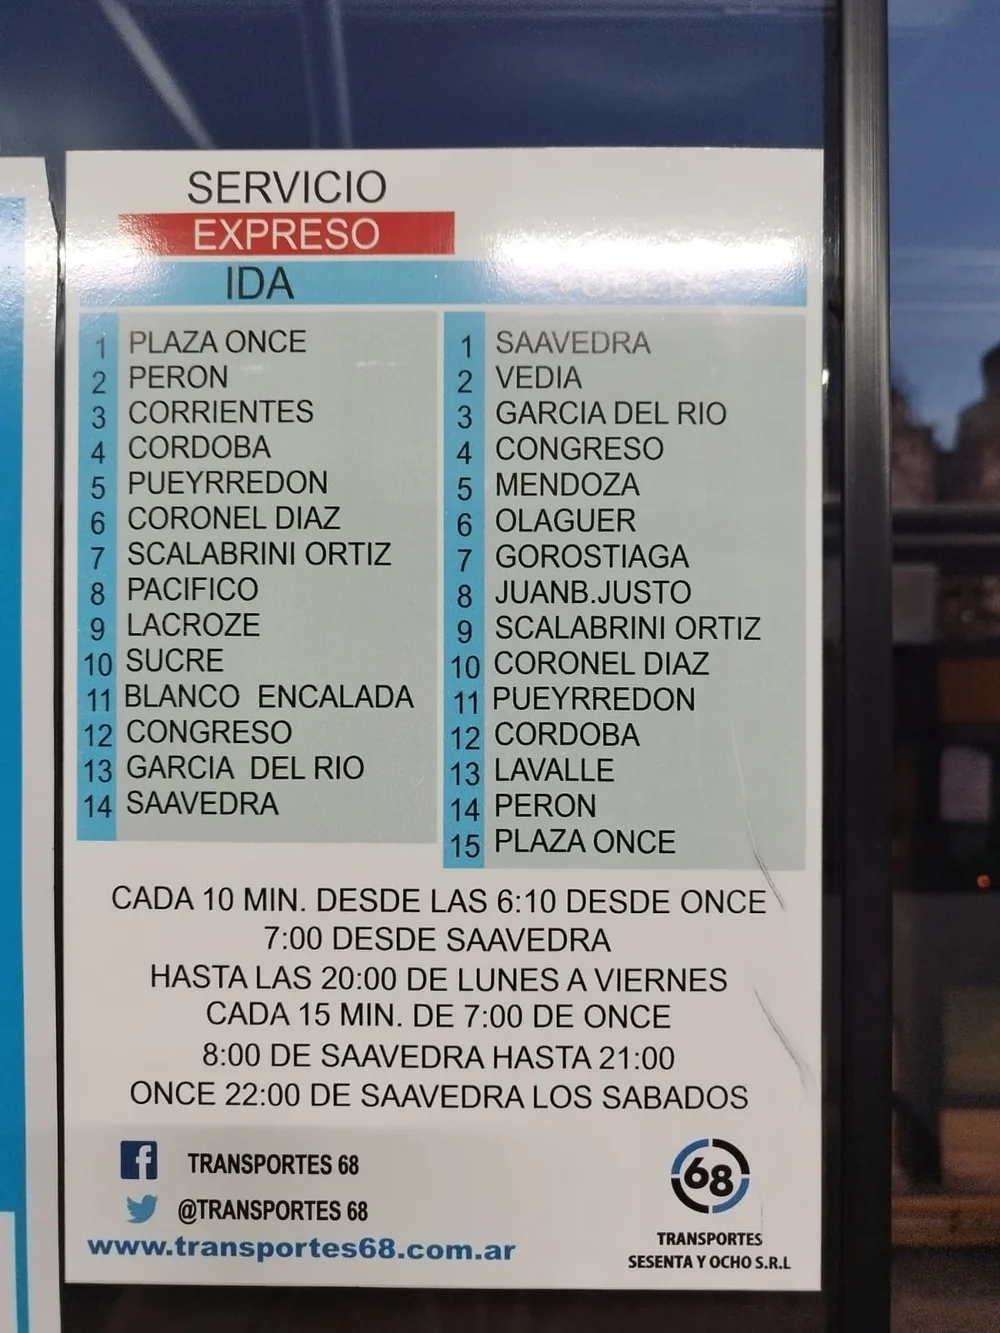 SERVICIO
EXPRESO
IDA
1 PLAZA ONCE
2 PERON
3 CORRIENTES
4 CORDOBA
5 PUEYRREDON
6 CORONEL DIAZ
7 SCALABRINI ORTIZ
8 PACIFICO
9 LACROZE
10 SUCRE
11 BLANCO ENCALADA
12 CONGRESO
13 GARCIA DEL RIO
14 SAAVEDRA
1 SAAVEDRA
2 VEDIA
3 GARCIA DEL RIO
4 CONGRESO
5 MENDOZA
6 OLAGUER
7 GOROSTIAGA
8 JUANB.JUSTO
9 SCALABRINI ORTIZ
10 CORONEL DIAZ
11 PUEYRREDON
12 CORDOBA
13 LAVALLE
14 PERON
15 PLAZA ONCE
CADA 10 MIN. DESDE LAS 6:10 DESDE ONCE
7:00 DESDE SAAVEDRA
HASTA LAS 20:00 DE LUNES A VIERNES
CADA 15 MIN. DE 7:00 DE ONCE
8:00 DE SAAVEDRA HASTA 21:00
ONCE 22:00 DE SAAVEDRA LOS SABADOS
TRANSPORTES 68
@TRANSPORTES 68
www.transportes68.com.ar
68
TRANSPORTES
SESENTA Y OCHO S.R.L